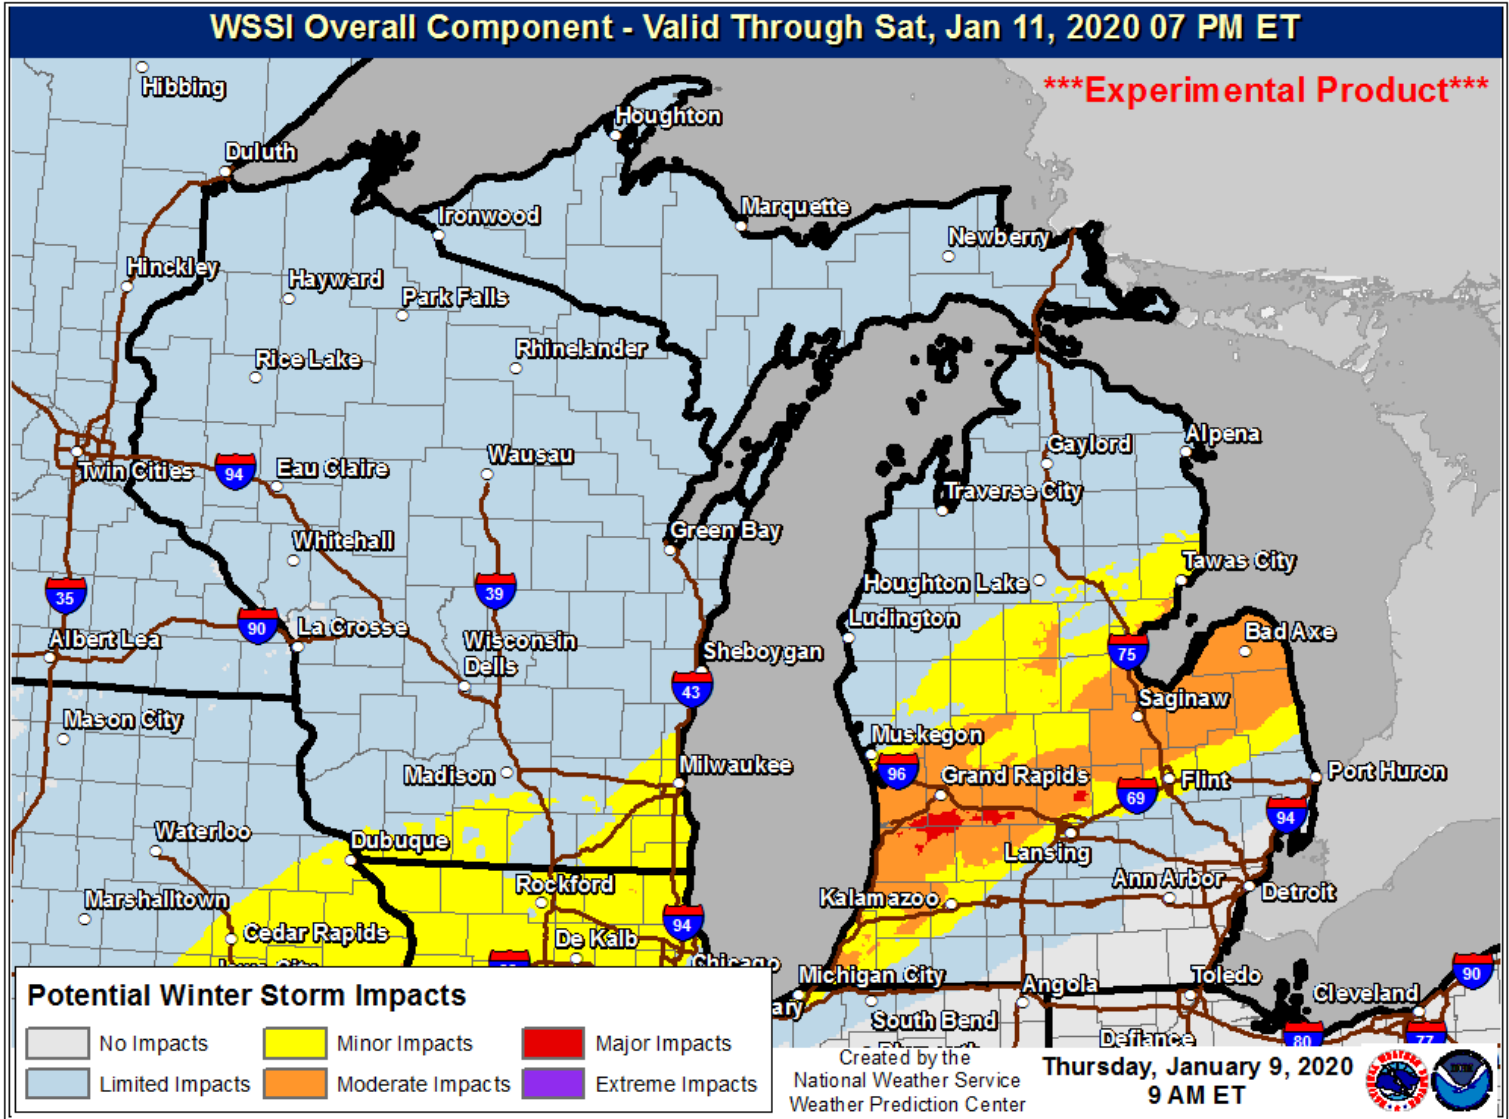 WSSI Overall Component - Valid Through Sat, Jan 11, 2020 07 PM ET
***Experimental Product***
Hibbing
Houghton
Duluth
Marquette
Ironwood
Newberry
Hinckley
Hayward
Park Falls
Rhinelander
Rice Lake
Gaylord
Alpena
Twin Cities
94
Eau Claire
Wausau
Traverse City
Green Bay
Whitehall
Tawas City
Houghton Lake
35
39
Ludington
90
La Crosse
Albert Lea
Wisconsin
Dells
Bad Axe
Sheboygan
75
43
Saginaw
Mason City
Muskegon
Milwaukee
Madison
96
Grand Rapids
Flint
Port Huron
69
94
Waterloo
Dubuque
Lansing
Rockford
Ann Arbor
Detroit
Marshalltown
Kalamazoo
94
Cedar Rapids
De Kalb
Chicago
Iowa City
Michigan City
Angola
Toledo
90
Cleveland
ary
South Bend
Defiance
80
77
Potential Winter Storm Impacts
No Impacts
Minor Impacts
Major Impacts
Limited Impacts
Moderate Impacts
Extreme Impacts
Created by the
National Weather Service
Weather Prediction Center
Thursday, January 9, 2020
9 AM ET